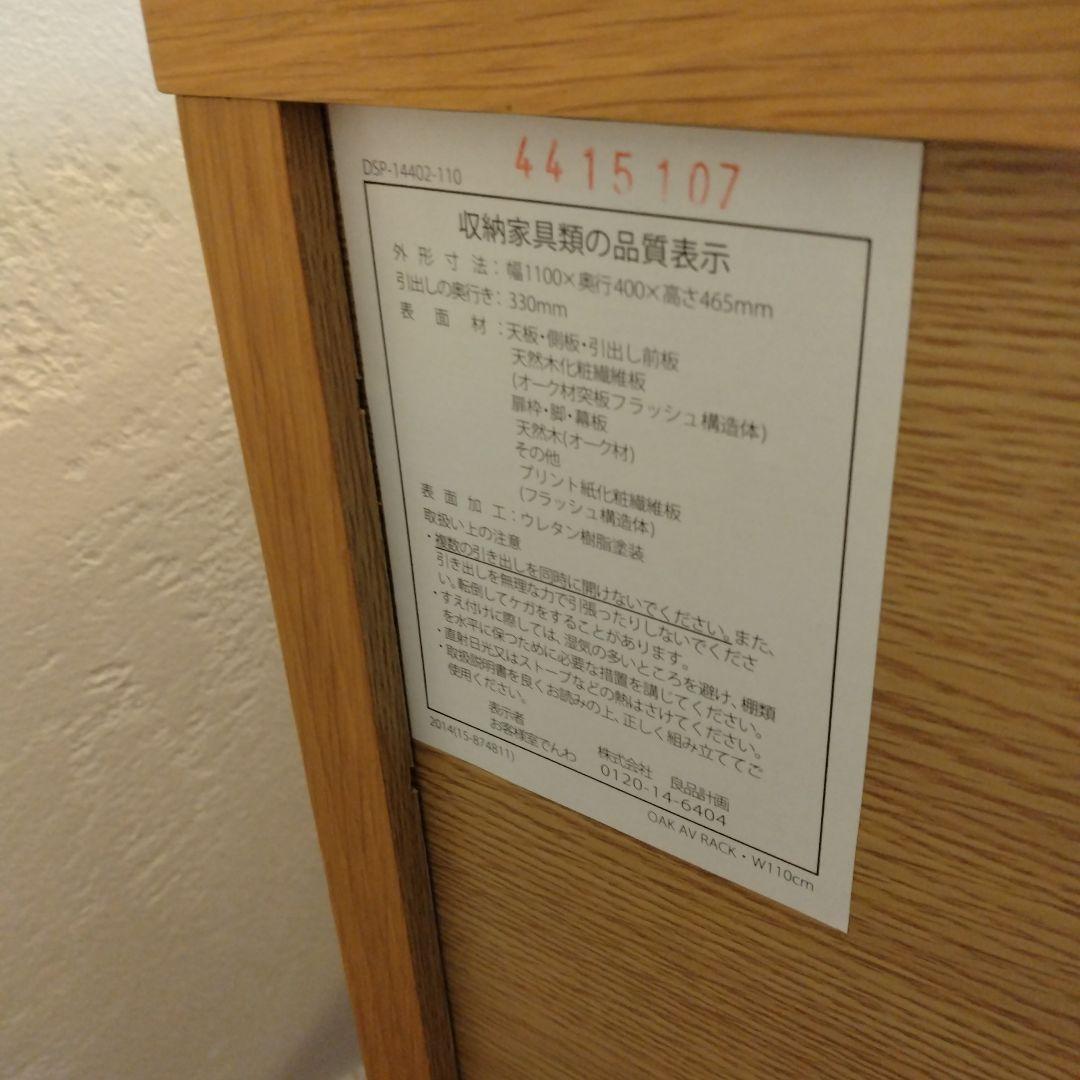 4415107
DSP-14402-110
収納家具類の品質表示
外形寸法：幅1100×奥行400×高さ465mm
引出しの奥行き：330mm
表面材：天板・側板・引出し前板
天然木化粧繊維板
(オーク材突板フラッシュ構造体)
扉枠・脚・幕板
天然木(オーク材)
その他
プリント紙化粧繊維板
(フラッシュ構造体)
表面加工：ウレタン樹脂塗装
取扱い上の注意
・複数の引き出しを同時に開けないでください。また、
引き出しを無理な力で引張ったりしないでくださ
い。転倒してケガをすることがあります。
・すえ付けに際しては、湿気の多いところを避け、棚類
を水平に保つために必要な措置を講じてください。
・直射日光又はストーブなどの熱はさけてください。
・取扱説明書を良くお読みの上、正しく組み立ててご
使用ください。
表示者 株式会社 良品計画
お客様室でんわ 0120-14-6404
2014(15-874811)
OAK AV RACK・W110cm